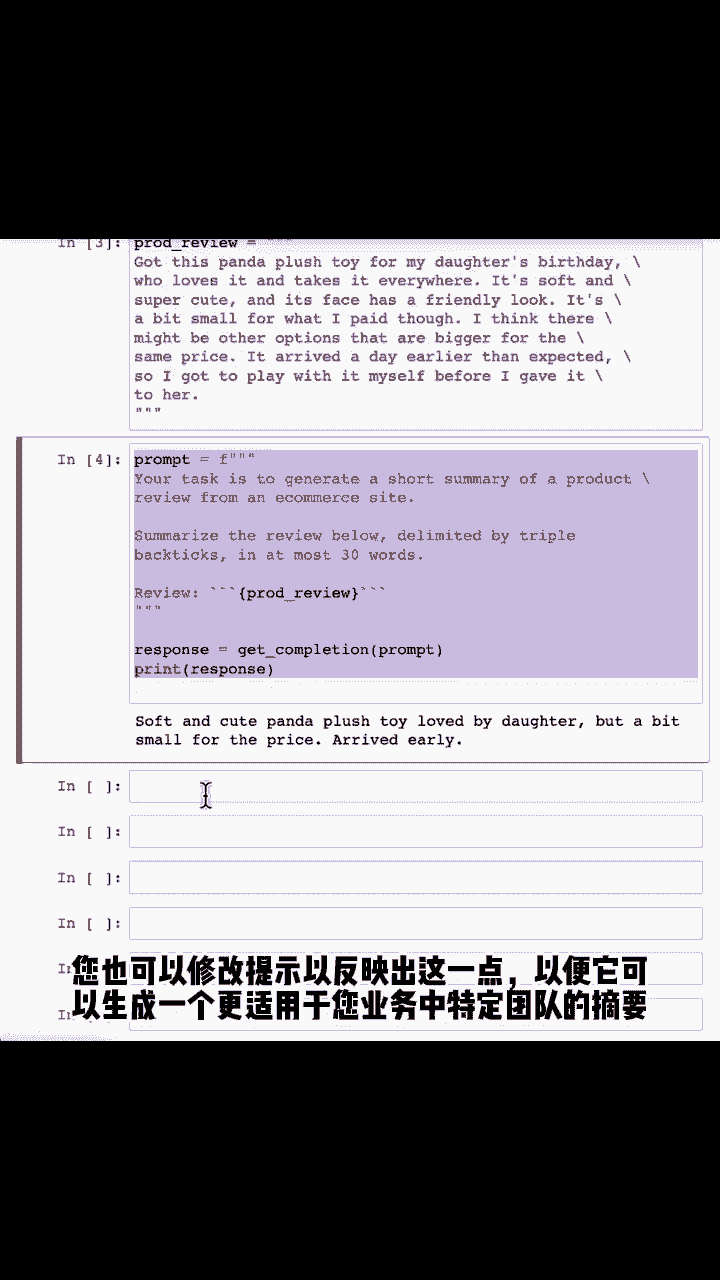 In [3]: prod_review = """
Got this panda plush toy for my daughter's birthday, \
who loves it and takes it everywhere. It's soft and \
super cute, and its face has a friendly look. It's \
a bit small for what I paid though. I think there \
might be other options that are bigger for the \
same price. It arrived a day earlier than expected, \
so I got to play with it myself before I gave it \
to her.
"""
In [4]: prompt = f"""
Your task is to generate a short summary of a product \
review from an ecommerce site.
Summarize the review below, delimited by triple
backticks, in at most 30 words.
Review: ```{prod_review}```
"""
response = get_completion(prompt)
print(response)
Soft and cute panda plush toy loved by daughter, but a bit
small for the price. Arrived early.
In [ ]:
In [ ]:
In [ ]:
In [ ]:
您也可以修改提示以反映出这一点，以便它可
以生成一个更适用于您业务中特定团队的摘要